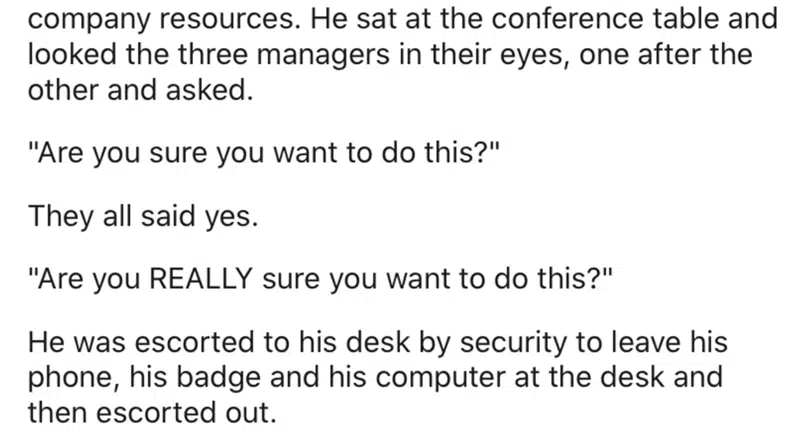 company resources. He sat at the conference table and
looked the three managers in their eyes, one after the
other and asked.
"Are you sure you want to do this?"
They all said yes.
"Are you REALLY sure you want to do this?"
He was escorted to his desk by security to leave his
phone, his badge and his computer at the desk and
then escorted out.